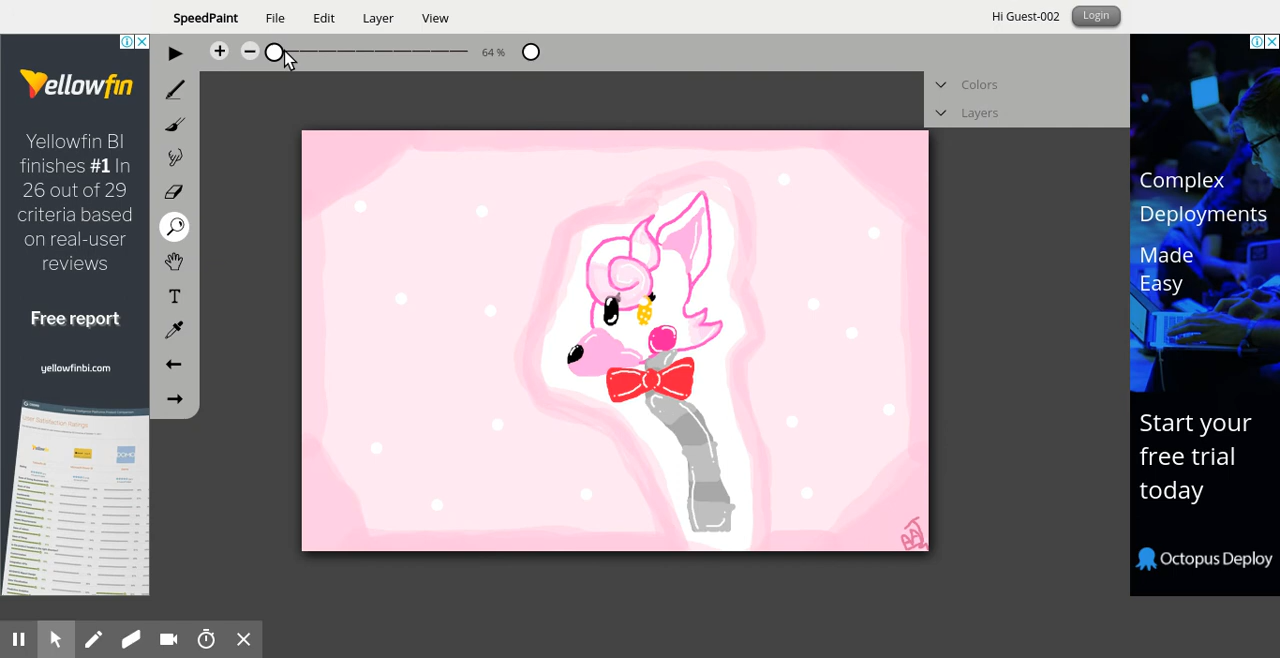 SpeedPaint File Edit Layer View Hi Guest-002 Login
64 %
Colors
Layers
Yellowfin
Yellowfin BI
finishes #1 In
26 out of 29
criteria based
on real-user
reviews
Free report
yellowfinbi.com
T
Complex
Deployments
Made
Easy
Start your
free trial
today
Octopus Deploy